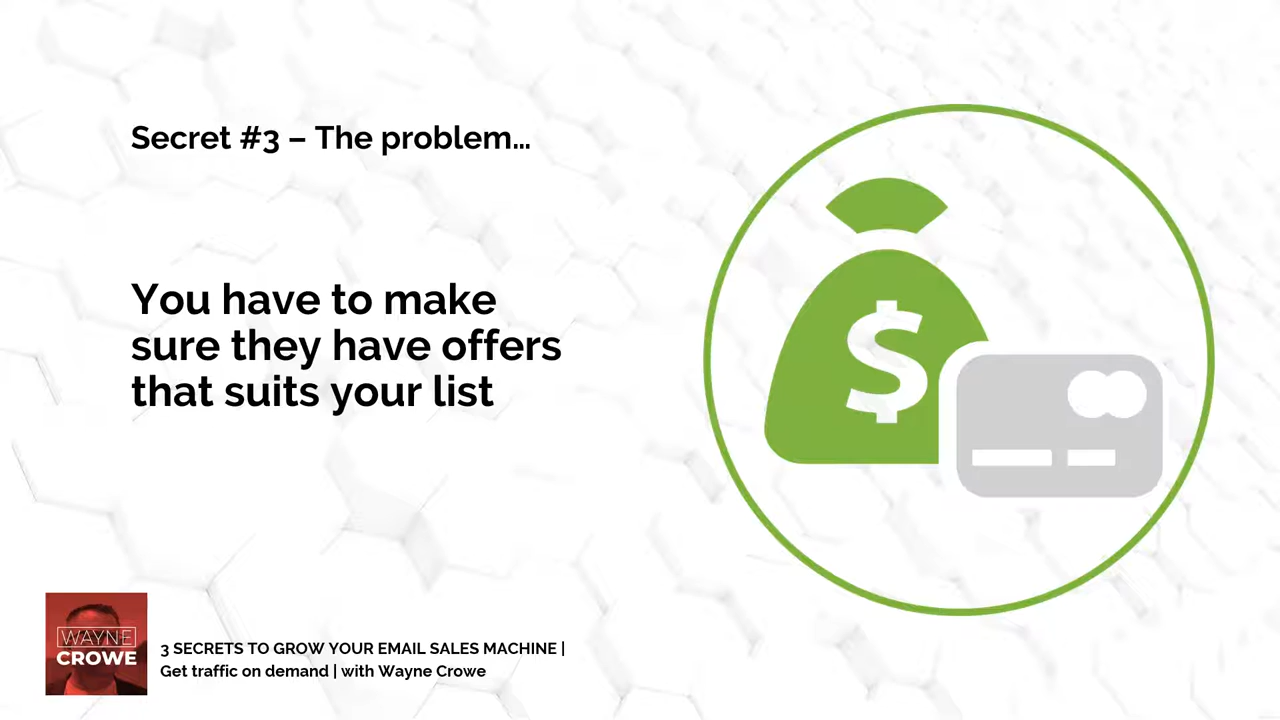 Secret #3 – The problem...
You have to make
sure they have offers
that suits your list
$
WAYNE
CROWE
3 SECRETS TO GROW YOUR EMAIL SALES MACHINE |
Get traffic on demand | with Wayne Crowe